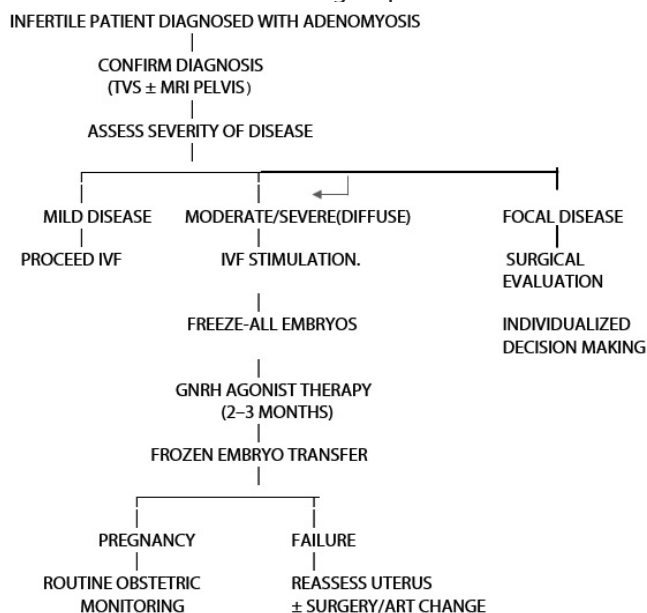 INFERTILE PATIENT DIAGNOSED WITH ADENOMYOSIS
CONFIRM DIAGNOSIS
(TVS ± MRI PELVIS)
ASSESS SEVERITY OF DISEASE
MILD DISEASE
MODERATE/SEVERE(DIFFUSE)
FOCAL DISEASE
PROCEED IVF
IVF STIMULATION.
SURGICAL
EVALUATION
FREEZE-ALL EMBRYOS
INDIVIDUALIZED
DECISION MAKING
GNRH AGONIST THERAPY
(2–3 MONTHS)
FROZEN EMBRYO TRANSFER
PREGNANCY
FAILURE
ROUTINE OBSTETRIC
MONITORING
REASSESS UTERUS
± SURGERY/ART CHANGE